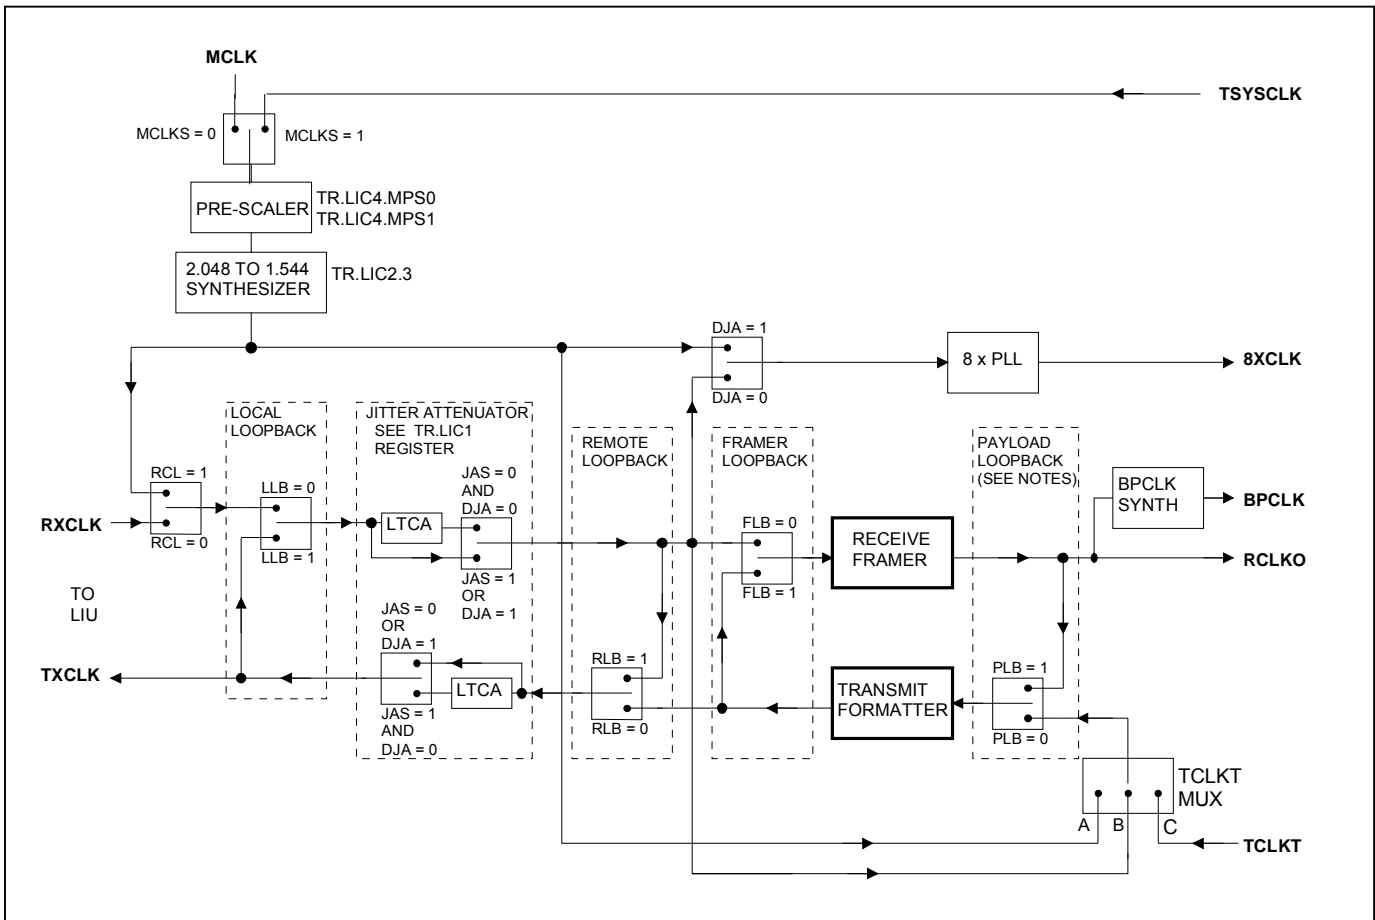 MCLK
TSYSCLK
MCLKS = 0
MCLKS = 1
PRE-SCALER
TR.LIC4.MPS0
TR.LIC4.MPS1
2.048 TO 1.544
SYNTHESIZER
TR.LIC2.3
DJA = 1
DJA = 0
8 x PLL
8XCLK
LOCAL
LOOPBACK
JITTER ATTENUATOR
SEE TR.LIC1
REGISTER
REMOTE
LOOPBACK
FRAMER
LOOPBACK
PAYLOAD
LOOPBACK
(SEE NOTES)
RCL = 1
RCL = 0
RXCLK
LLB = 0
LLB = 1
LTCA
JAS = 0
AND
DJA = 0
JAS = 1
OR
DJA = 1
FLB = 0
FLB = 1
RECEIVE
FRAMER
BPCLK
SYNTH
BPCLK
RCLKO
TO
LIU
TXCLK
JAS = 0
OR
DJA = 1
LTCA
JAS = 1
AND
DJA = 0
RLB = 1
RLB = 0
TRANSMIT
FORMATTER
PLB = 1
PLB = 0
TCLKT
MUX
A
B
C
TCLKT